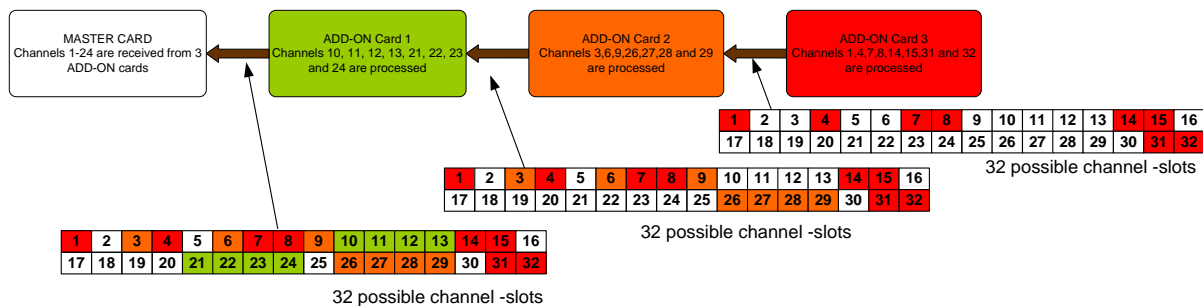 MASTER CARD
Channels 1-24 are received from 3
ADD-ON cards
ADD-ON Card 1
Channels 10, 11, 12, 13, 21, 22, 23
and 24 are processed
ADD-ON Card 2
Channels 3,6,9,26,27,28 and 29
are processed
ADD-ON Card 3
Channels 1,4,7,8,14,15,31 and 32
are processed
1 2 3 4 5 6 7 8 9 10 11 12 13 14 15 16
17 18 19 20 21 22 23 24 25 26 27 28 29 30 31 32
32 possible channel -slots
1 2 3 4 5 6 7 8 9 10 11 12 13 14 15 16
17 18 19 20 21 22 23 24 25 26 27 28 29 30 31 32
32 possible channel -slots
1 2 3 4 5 6 7 8 9 10 11 12 13 14 15 16
17 18 19 20 21 22 23 24 25 26 27 28 29 30 31 32
32 possible channel -slots